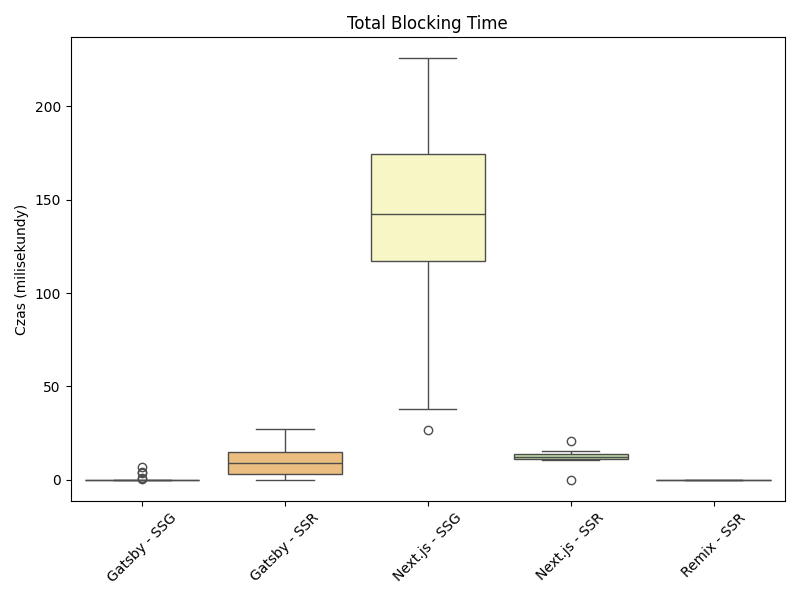 Total Blocking Time
Czas (milisekundy)
200
150
100
50
0
Gatsby - SSG
Gatsby - SSR
Next.js - SSG
Next.js - SSR
Remix - SSR